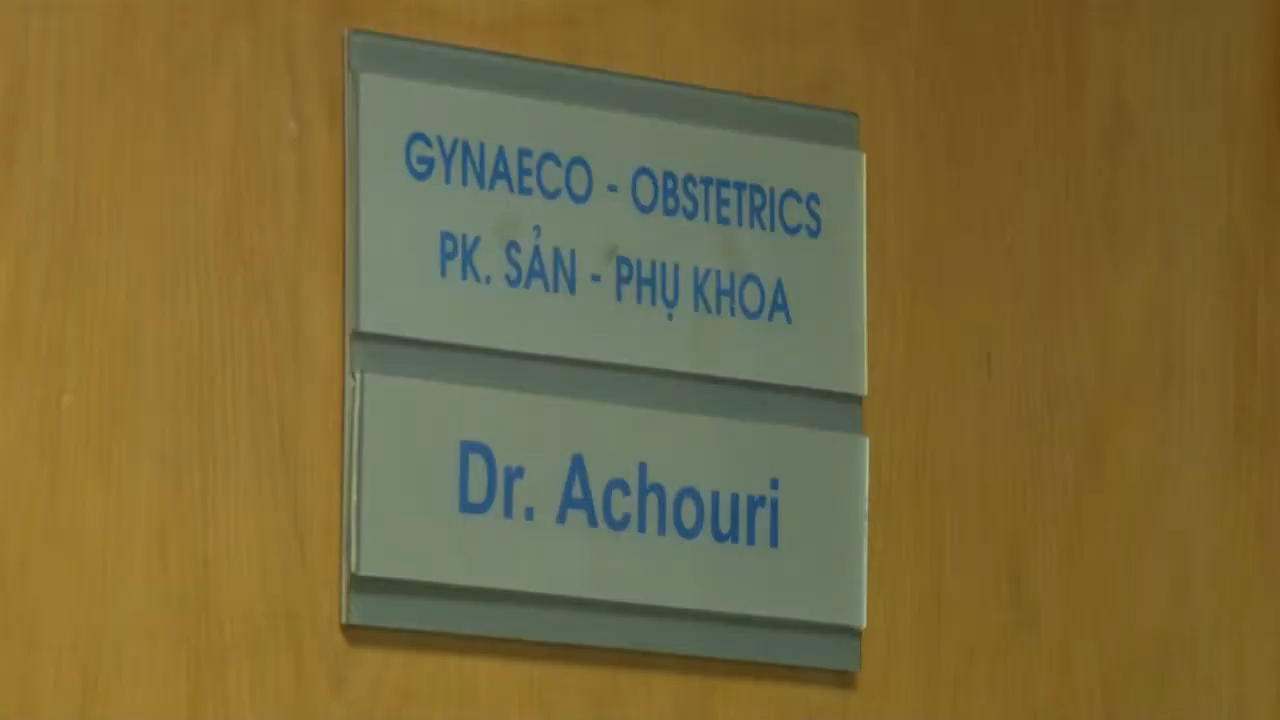 GYNAECO - OBSTETRICS
PK. SẢN - PHỤ KHOA
Dr. Achouri